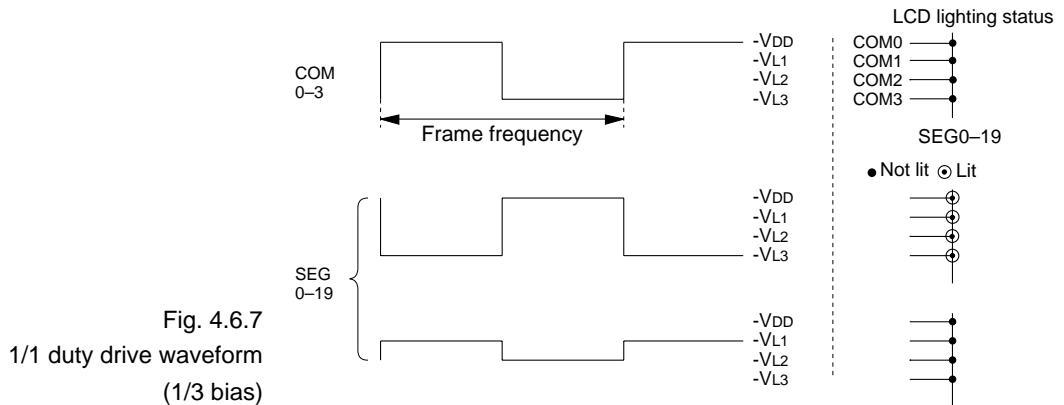 LCD lighting status
COM
0–3
-VDD
-VL1
-VL2
-VL3
COM0
COM1
COM2
COM3
Frame frequency
SEG0–19
Not lit
Lit
SEG
0–19
-VDD
-VL1
-VL2
-VL3
-VDD
-VL1
-VL2
-VL3
Fig. 4.6.7
1/1 duty drive waveform
(1/3 bias)